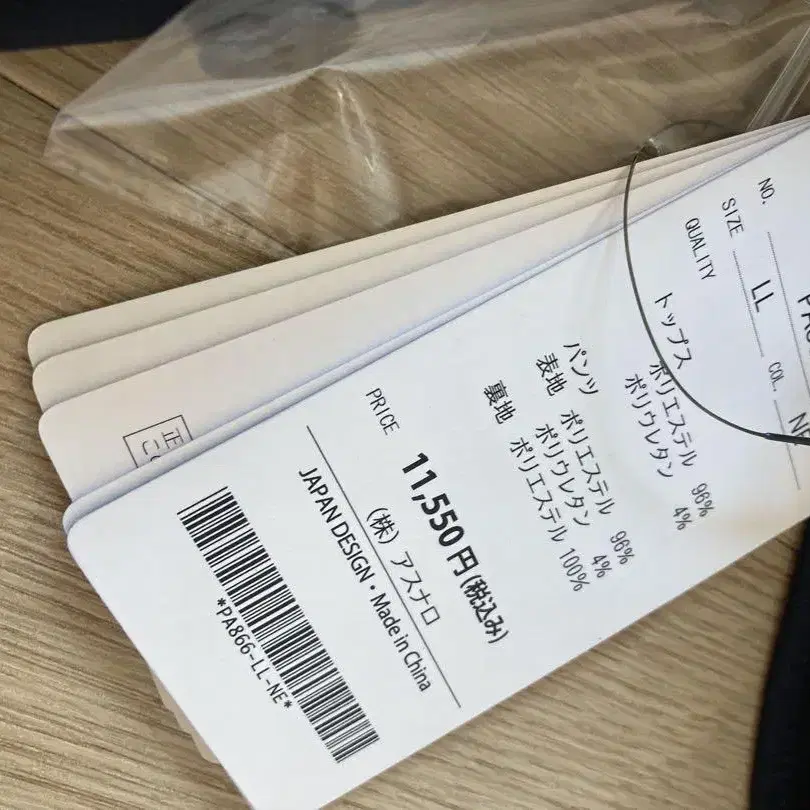 NO.
SIZE LL COL. NE
QUALITY
トップス ポリエステル 96%
ポリウレタン 4%
パンツ
表地 ポリエステル 96%
ポリウレタン 4%
裏地 ポリエステル 100%
PRICE 11,550円(税込み)
(株)アスナロ
JAPAN DESIGN・Made in China
*PA866-LL-NE*
正